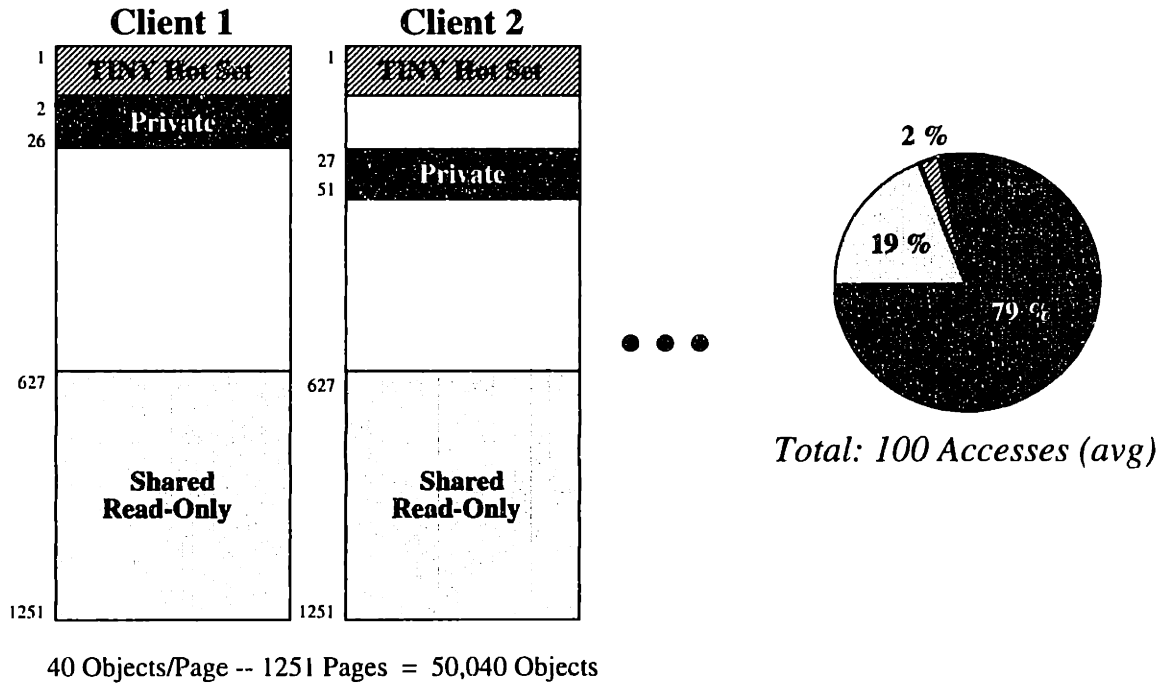 Client 1
1
TINY Hot Set
2
Private
26
627
Shared
Read-Only
1251
Client 2
1
TINY Hot Set
27
Private
51
627
Shared
Read-Only
1251
40 Objects/Page -- 1251 Pages = 50,040 Objects
2 %
19 %
79 %
Total: 100 Accesses (avg)